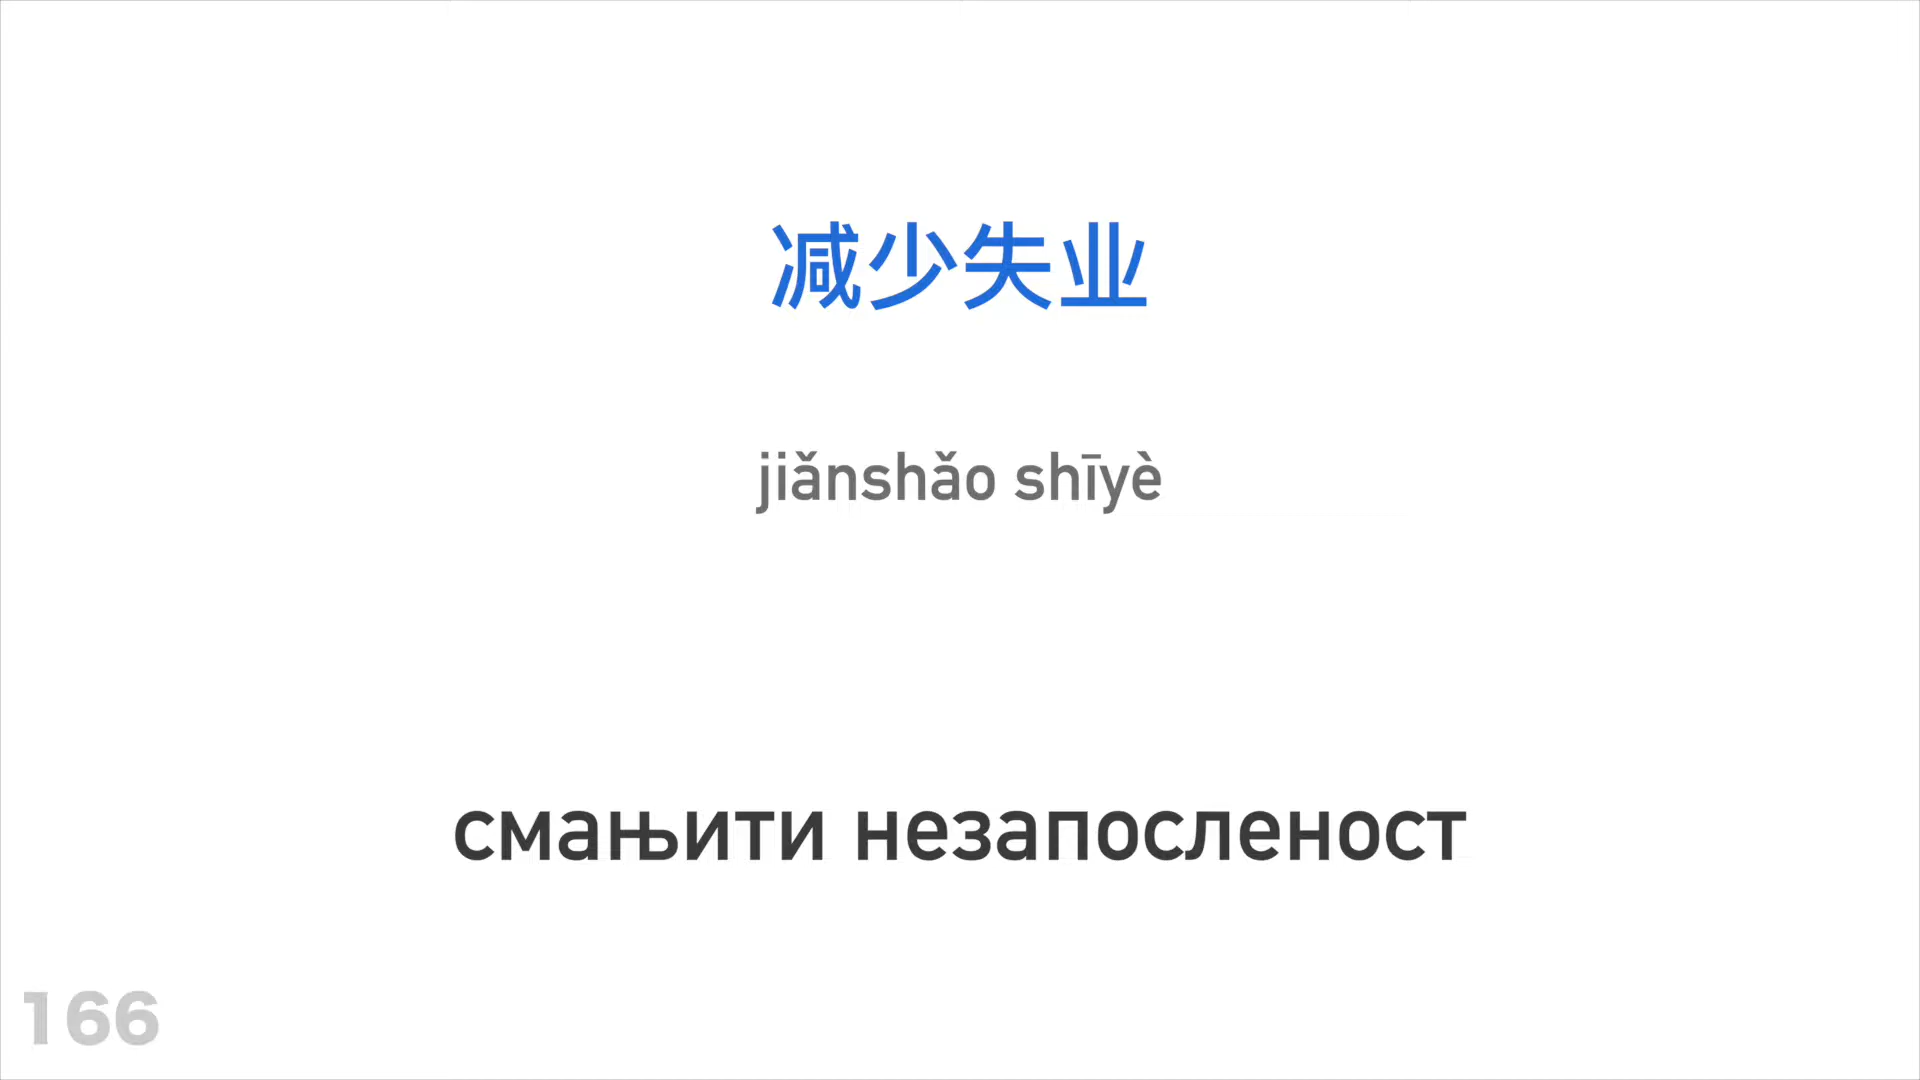 减少失业
jiǎnshǎo shīyè
смањити незапосленост
166